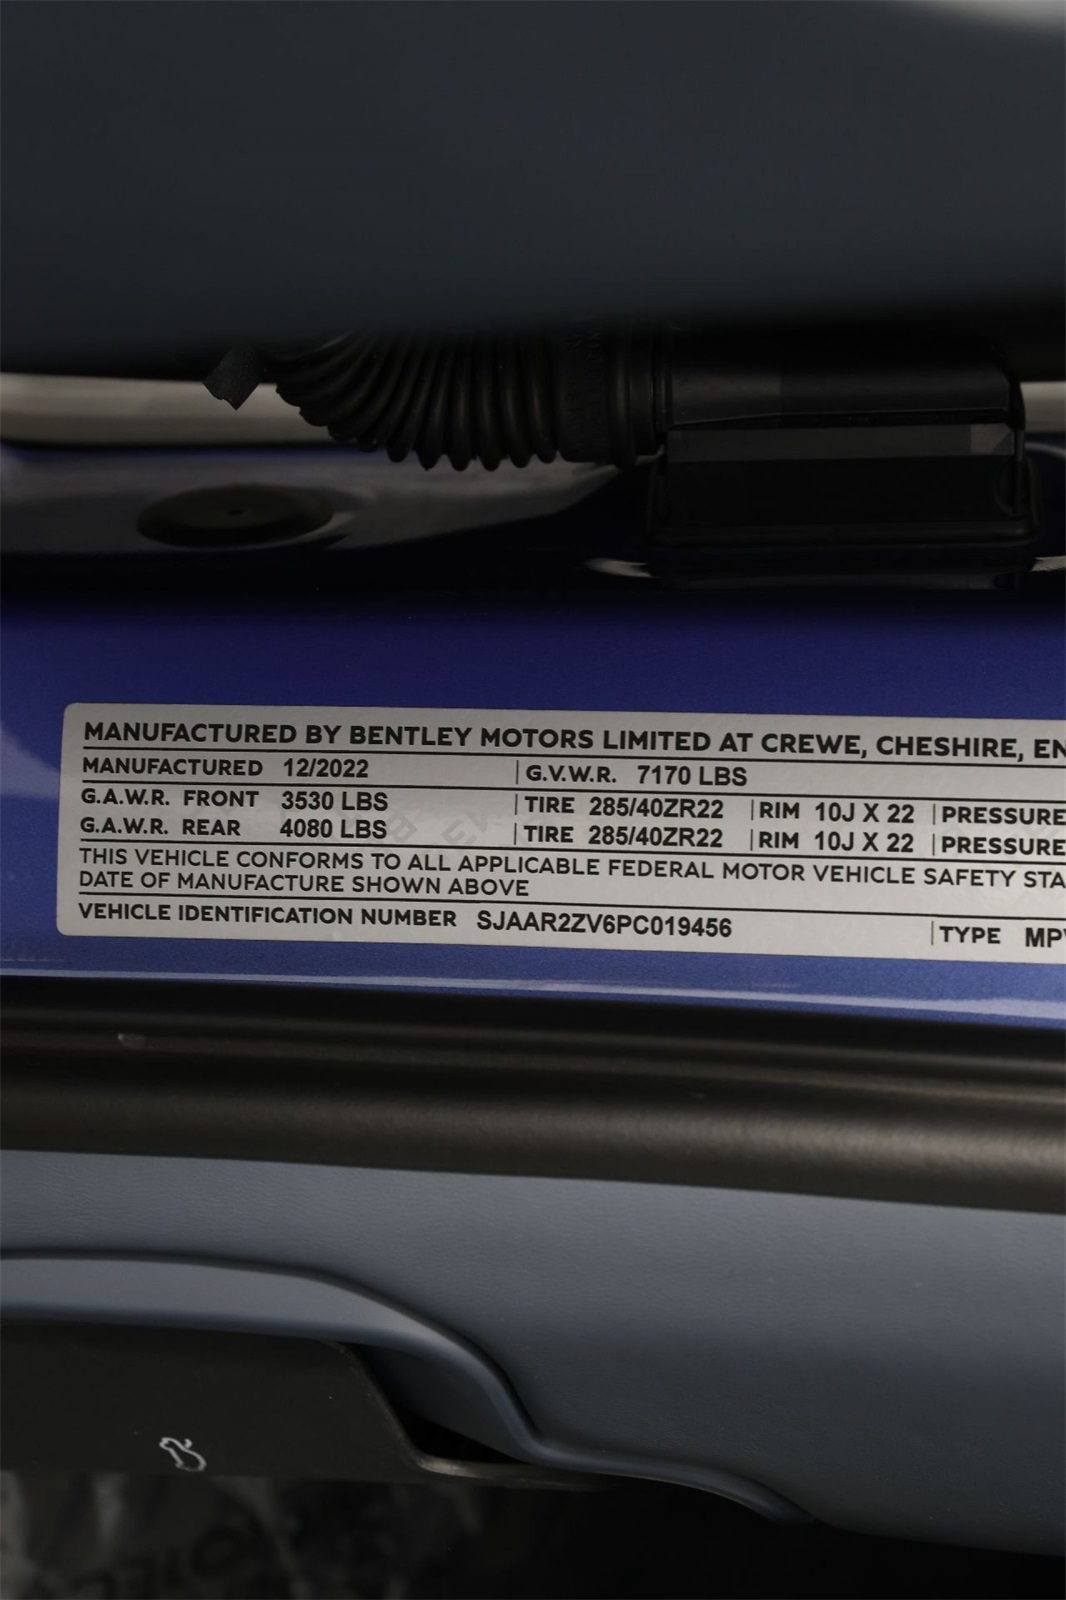 MANUFACTURED BY BENTLEY MOTORS LIMITED AT CREWE, CHESHIRE, EN
MANUFACTURED 12/2022 G.V.W.R. 7170 LBS
G.A.W.R. FRONT 3530 LBS TIRE 285/40ZR22 RIM 10J X 22 PRESSURE
G.A.W.R. REAR 4080 LBS TIRE 285/40ZR22 RIM 10J X 22 PRESSURE
THIS VEHICLE CONFORMS TO ALL APPLICABLE FEDERAL MOTOR VEHICLE SAFETY STA
DATE OF MANUFACTURE SHOWN ABOVE
VEHICLE IDENTIFICATION NUMBER SJAAR2ZV6PC019456 TYPE MPV